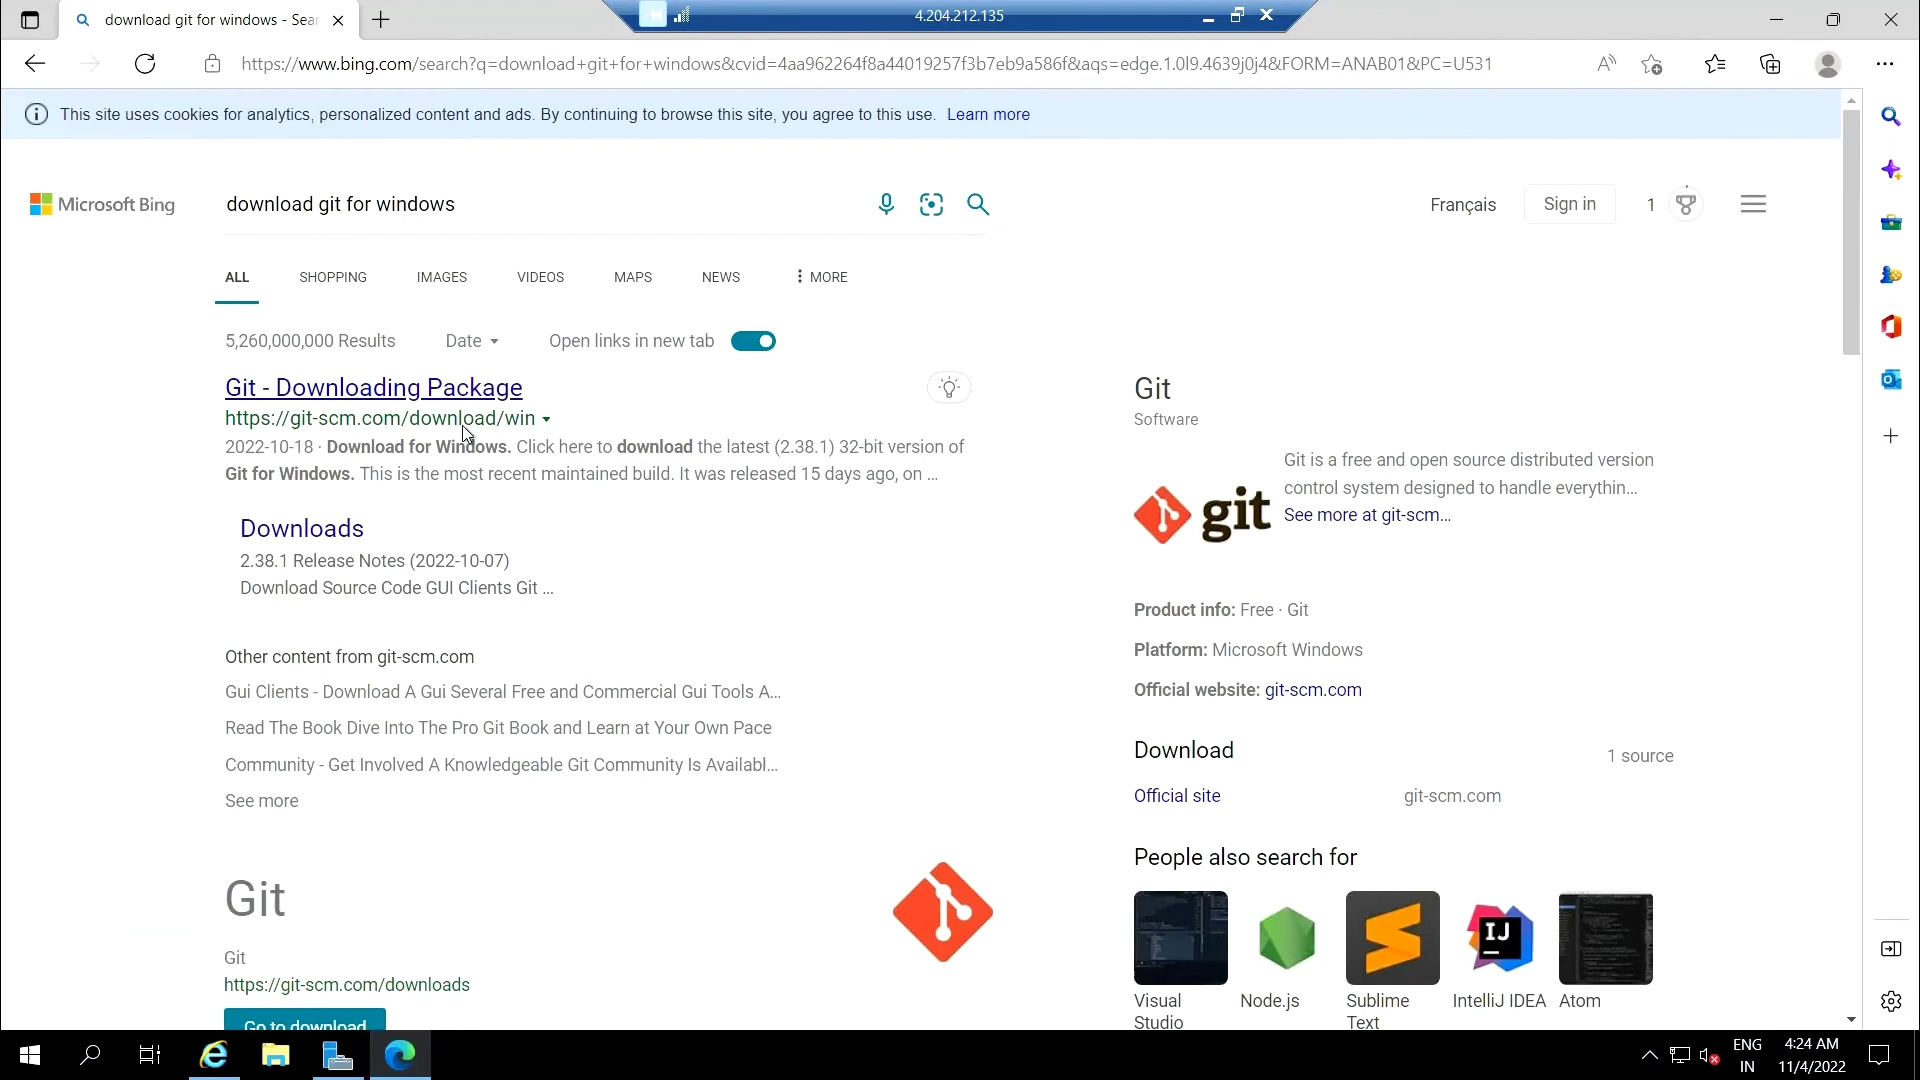 download git for windows - Sear
4.204.212.135
https://www.bing.com/search?q=download+git+for+windows&cvid=4aa962264f8a44019257f3b7eb9a586f&aqs=edge.1.0l9.4639j0j4&FORM=ANAB01&PC=U531
This site uses cookies for analytics, personalized content and ads. By continuing to browse this site, you agree to this use. Learn more
Microsoft Bing
download git for windows
Français
Sign in
1
ALL
SHOPPING
IMAGES
VIDEOS
MAPS
NEWS
MORE
5,260,000,000 Results
Date
Open links in new tab
Git - Downloading Package
https://git-scm.com/download/win
2022-10-18 · Download for Windows. Click here to download the latest (2.38.1) 32-bit version of
Git for Windows. This is the most recent maintained build. It was released 15 days ago, on ...
Downloads
2.38.1 Release Notes (2022-10-07)
Download Source Code GUI Clients Git ...
Other content from git-scm.com
Gui Clients - Download A Gui Several Free and Commercial Gui Tools A...
Read The Book Dive Into The Pro Git Book and Learn at Your Own Pace
Community - Get Involved A Knowledgeable Git Community Is Availabl...
See more
Git
Git
https://git-scm.com/downloads
Go to download
Git
Software
git
Git is a free and open source distributed version
control system designed to handle everythin...
See more at git-scm...
Product info: Free · Git
Platform: Microsoft Windows
Official website: git-scm.com
Download
1 source
Official site
git-scm.com
People also search for
IJ
Visual
Studio
Node.js
Sublime
Text
IntelliJ IDEA
Atom
ENG
IN
4:24 AM
11/4/2022